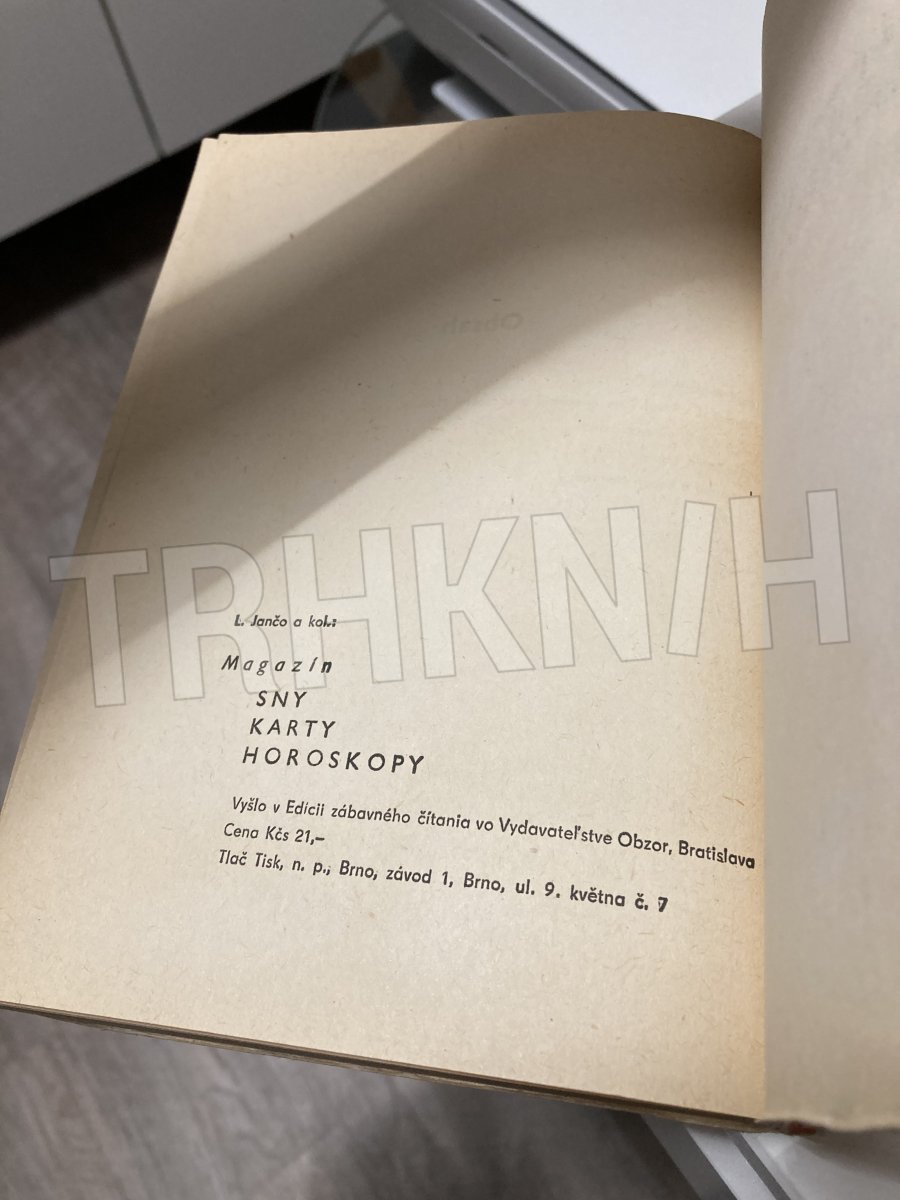 Obsah
TRHKNIH
L. Jančo a kol.:
Magazín
SNY
KARTY
HOROSKOPY
Vyšlo v Edícii zábavného čítania vo Vydavateľstve Obzor, Bratislava
Cena Kčs 21,–
Tlač Tisk, n. p., Brno, závod 1, Brno, ul. 9. května č. 7